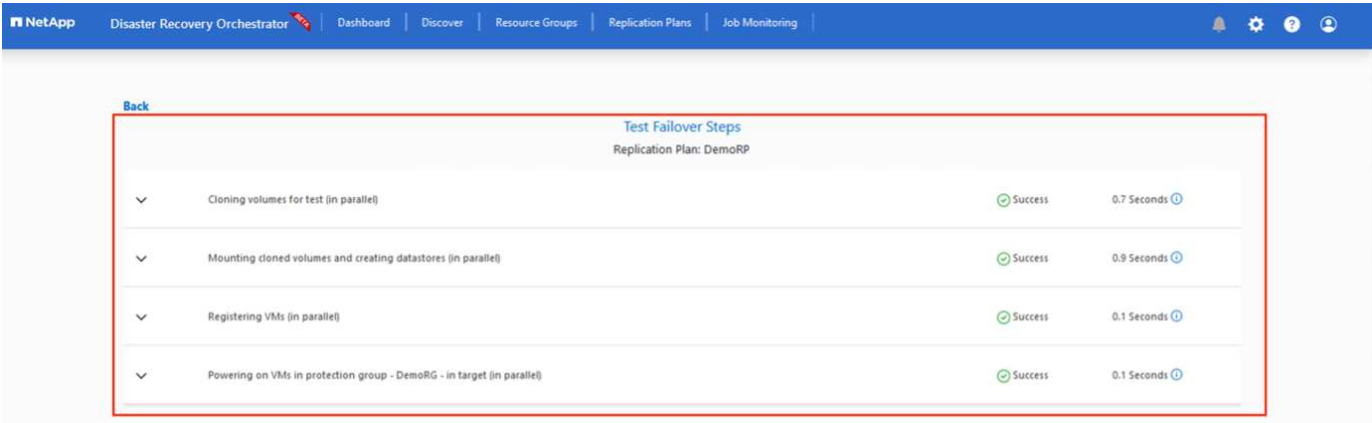 NetApp Disaster Recovery Orchestrator BETA Dashboard Discover Resource Groups Replication Plans Job Monitoring
Back
Test Failover Steps
Replication Plan: DemoRP
Cloning volumes for test (in parallel) Success 0.7 Seconds
Mounting cloned volumes and creating datastores (in parallel) Success 0.9 Seconds
Registering VMs (in parallel) Success 0.1 Seconds
Powering on VMs in protection group - DemoRG - in target (in parallel) Success 0.1 Seconds